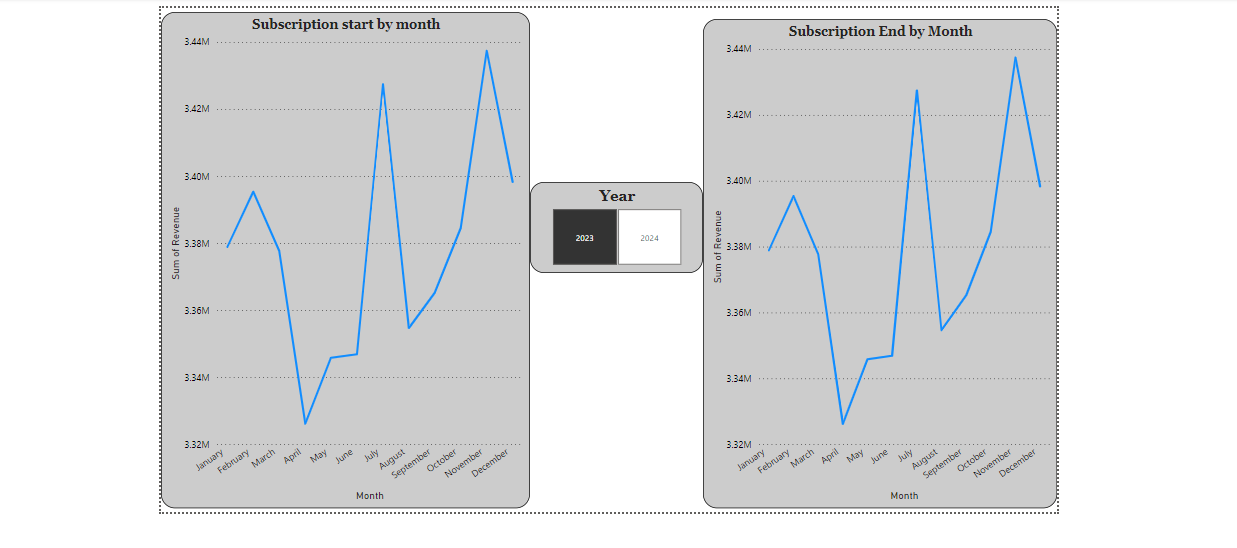 Subscription start by month
3.44M
3.42M
3.40M
3.38M
3.36M
3.34M
3.32M
Sum of Revenue
January
February
March
April
May
June
July
August
September
October
November
December
Month
Year
2023
2024
Subscription End by Month
3.44M
3.42M
3.40M
3.38M
3.36M
3.34M
3.32M
Sum of Revenue
January
February
March
April
May
June
July
August
September
October
November
December
Month